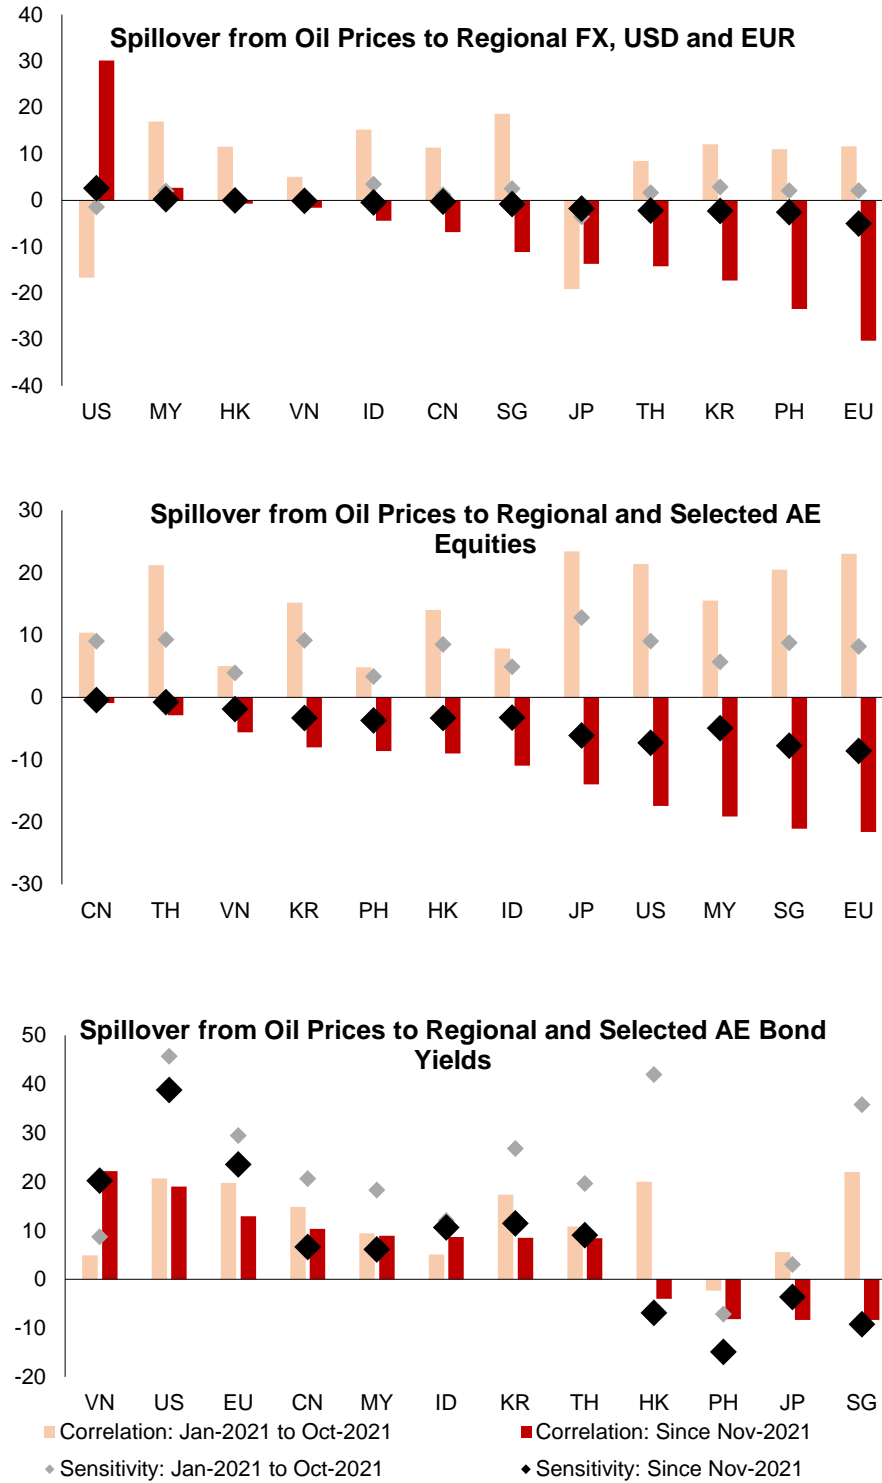 Spillover from Oil Prices to Regional FX, USD and EUR
40
30
20
10
0
-10
-20
-30
-40
US MY HK VN ID CN SG JP TH KR PH EU
Spillover from Oil Prices to Regional and Selected AE
Equities
30
20
10
0
-10
-20
-30
CN TH VN KR PH HK ID JP US MY SG EU
Spillover from Oil Prices to Regional and Selected AE Bond
Yields
50
40
30
20
10
0
-10
-20
VN US EU CN MY ID KR TH HK PH JP SG
Correlation: Jan-2021 to Oct-2021 Correlation: Since Nov-2021
Sensitivity: Jan-2021 to Oct-2021 Sensitivity: Since Nov-2021